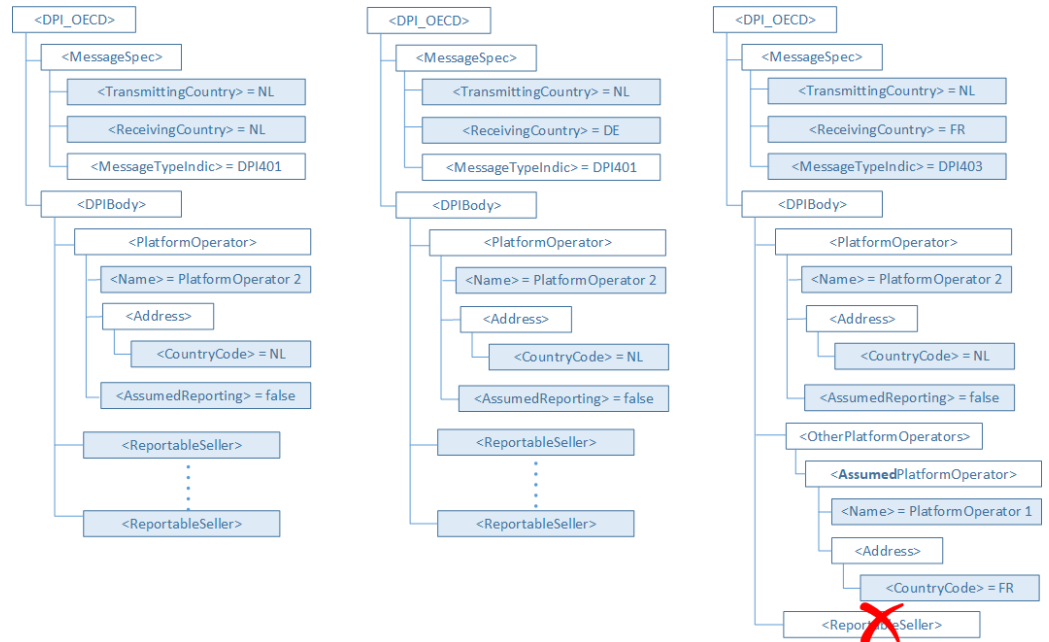 <DPI_OECD>
<MessageSpec>
<TransmittingCountry> = NL
<ReceivingCountry> = NL
<MessageTypeIndic> = DPI401
<DPIBody>
<PlatformOperator>
<Name> = PlatformOperator 2
<Address>
<CountryCode> = NL
<AssumedReporting> = false
<ReportableSeller>
<ReportableSeller>
<DPI_OECD>
<MessageSpec>
<TransmittingCountry> = NL
<ReceivingCountry> = DE
<MessageTypeIndic> = DPI401
<DPIBody>
<PlatformOperator>
<Name> = PlatformOperator 2
<Address>
<CountryCode> = NL
<AssumedReporting> = false
<ReportableSeller>
<ReportableSeller>
<DPI_OECD>
<MessageSpec>
<TransmittingCountry> = NL
<ReceivingCountry> = FR
<MessageTypeIndic> = DPI403
<DPIBody>
<PlatformOperator>
<Name> = PlatformOperator 2
<Address>
<CountryCode> = NL
<AssumedReporting> = false
<OtherPlatformOperators>
<AssumedPlatformOperator>
<Name> = PlatformOperator 1
<Address>
<CountryCode> = FR
<ReportableSeller>